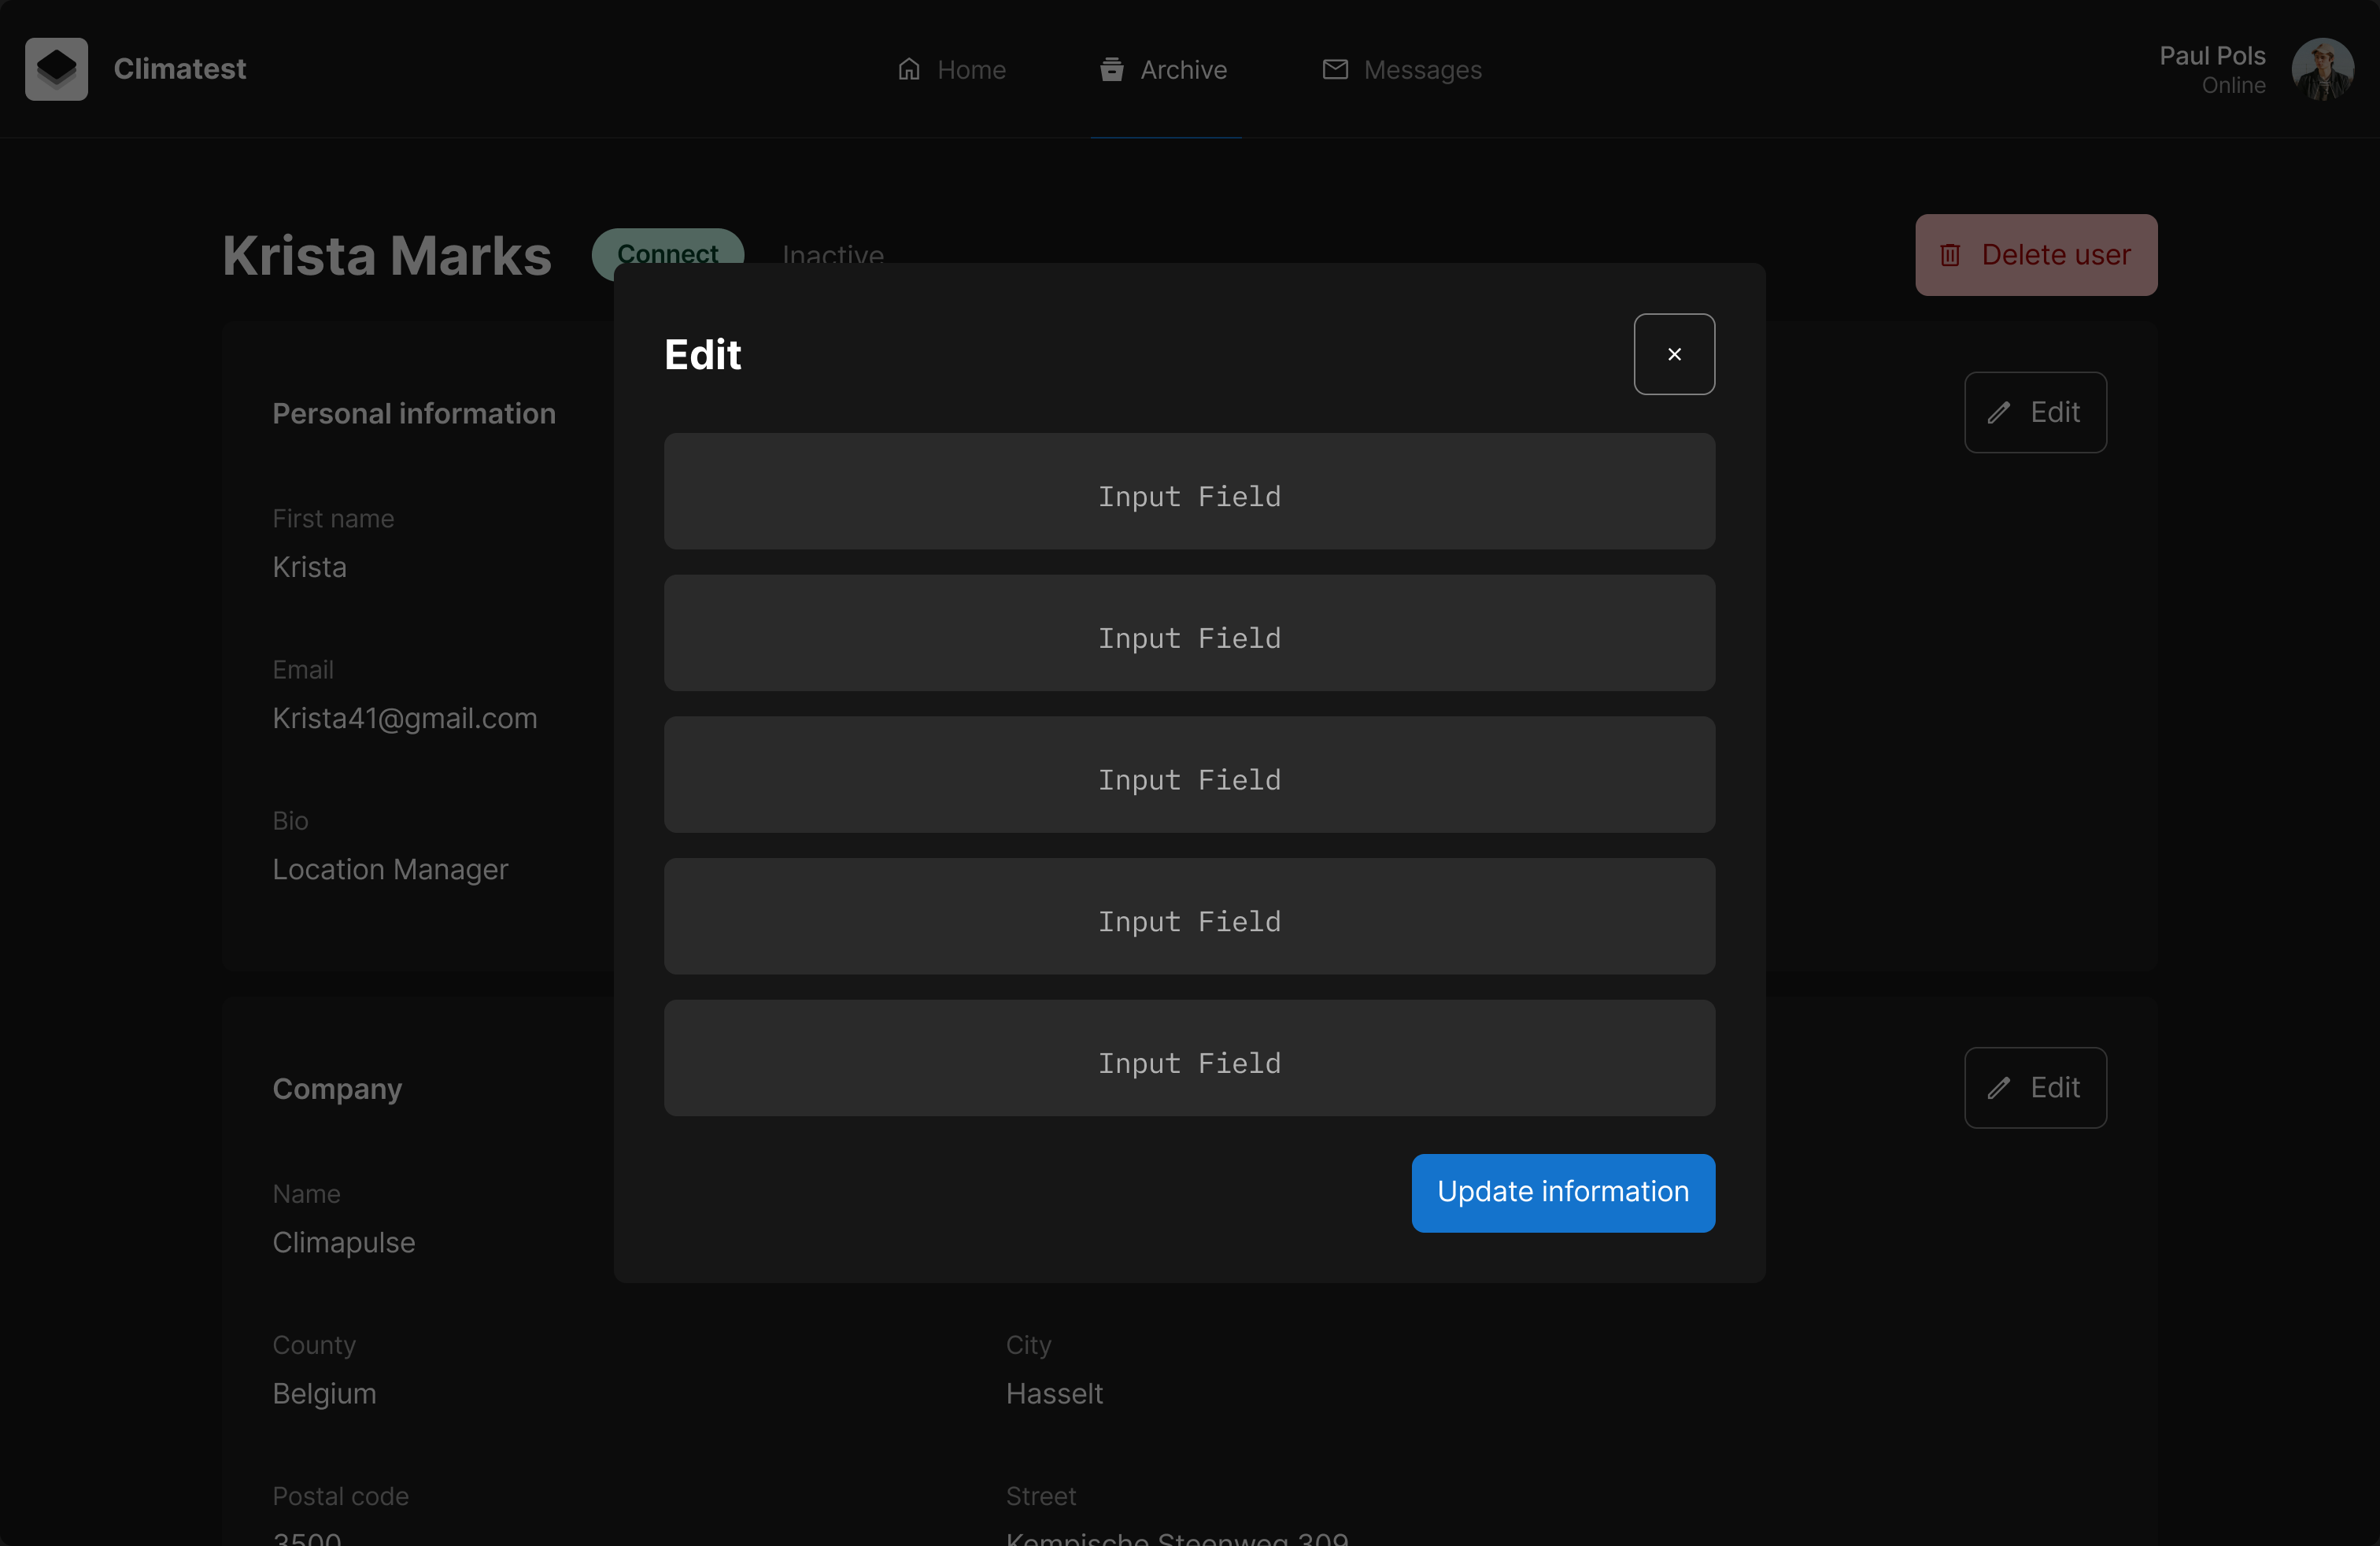 Climatest
Home
Archive
Messages
Paul Pols
Online
Krista Marks
Connect
Inactive
Delete user
Edit
×
Personal information
Edit
First name
Krista
Email
Krista41@gmail.com
Bio
Location Manager
Input Field
Input Field
Input Field
Input Field
Input Field
Update information
Company
Edit
Name
Climapulse
County
Belgium
City
Hasselt
Postal code
3500
Street
Kempische Steenweg 309